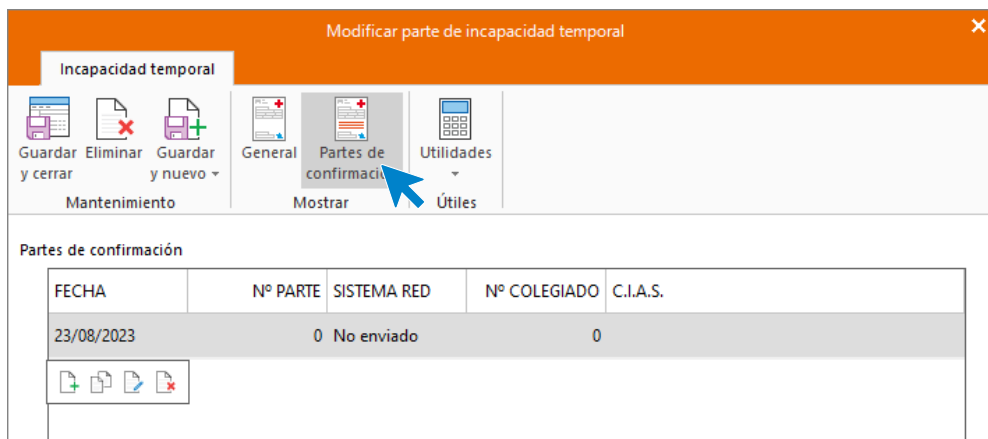 Modificar parte de incapacidad temporal
Incapacidad temporal
Guardar y cerrar
Eliminar
Guardar y nuevo
General
Partes de
Utilidades
Mantenimiento
Mostrar
Útiles
Partes de confirmación
FECHA Nº PARTE SISTEMA RED Nº COLEGIADO C.I.A.S.
23/08/2023 0 No enviado 0